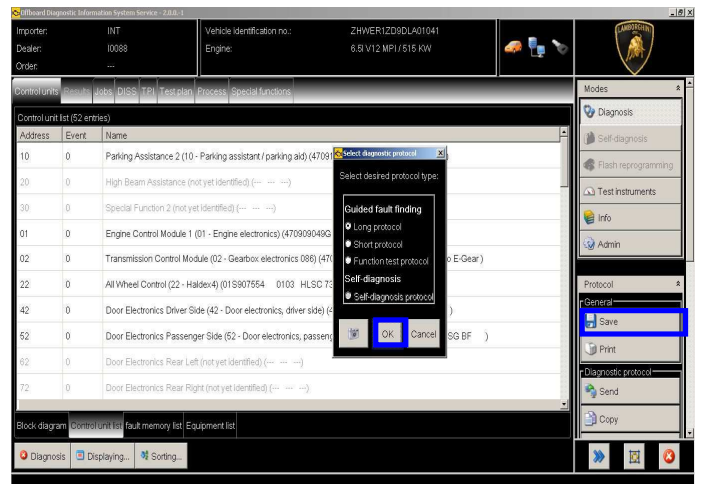 Offboard Diagnostic Information System Service - 2.0.0.-1
Importer: INT
Dealer: I0088
Order: ---
Vehicle identification no.: ZHWER1ZD9DLA01041
Engine: 6.5l V12 MPI / 515 KW
LAMBORGHINI
Control units Results Jobs DISS TPI Test plan Process Special functions
Control unit list (52 entries)
Address Event Name
10 0 Parking Assistance 2 (10 - Parking assistant / parking aid) (47091
20 0 High Beam Assistance (not yet identified) (--- --- ---)
30 0 Special Function 2 (not yet identified) (--- --- ---)
01 0 Engine Control Module 1 (01 - Engine electronics) (470909049G
02 0 Transmission Control Module (02 - Gearbox electronics 086) (470 o E-Gear )
22 0 All Wheel Control (22 - Haldex4) (01S907554 0103 HLSC 73
42 0 Door Electronics Driver Side (42 - Door electronics, driver side) (4 )
52 0 Door Electronics Passenger Side (52 - Door electronics, passeng SG BF )
62 0 Door Electronics Rear Left (not yet identified) (--- --- ---)
72 0 Door Electronics Rear Right (not yet identified) (--- --- ---)
Select diagnostic protocol
Select desired protocol type:
Guided fault finding
Long protocol
Short protocol
Function test protocol
Self-diagnosis
Self-diagnosis protocol
OK Cancel
Block diagram Control unit list fault memory list Equipment list
Diagnosis Displaying... Sorting...
Modes
Diagnosis
Self-diagnosis
Flash reprogramming
Test instruments
Info
Admin
Protocol
General
Save
Print
Diagnostic protocol
Send
Copy